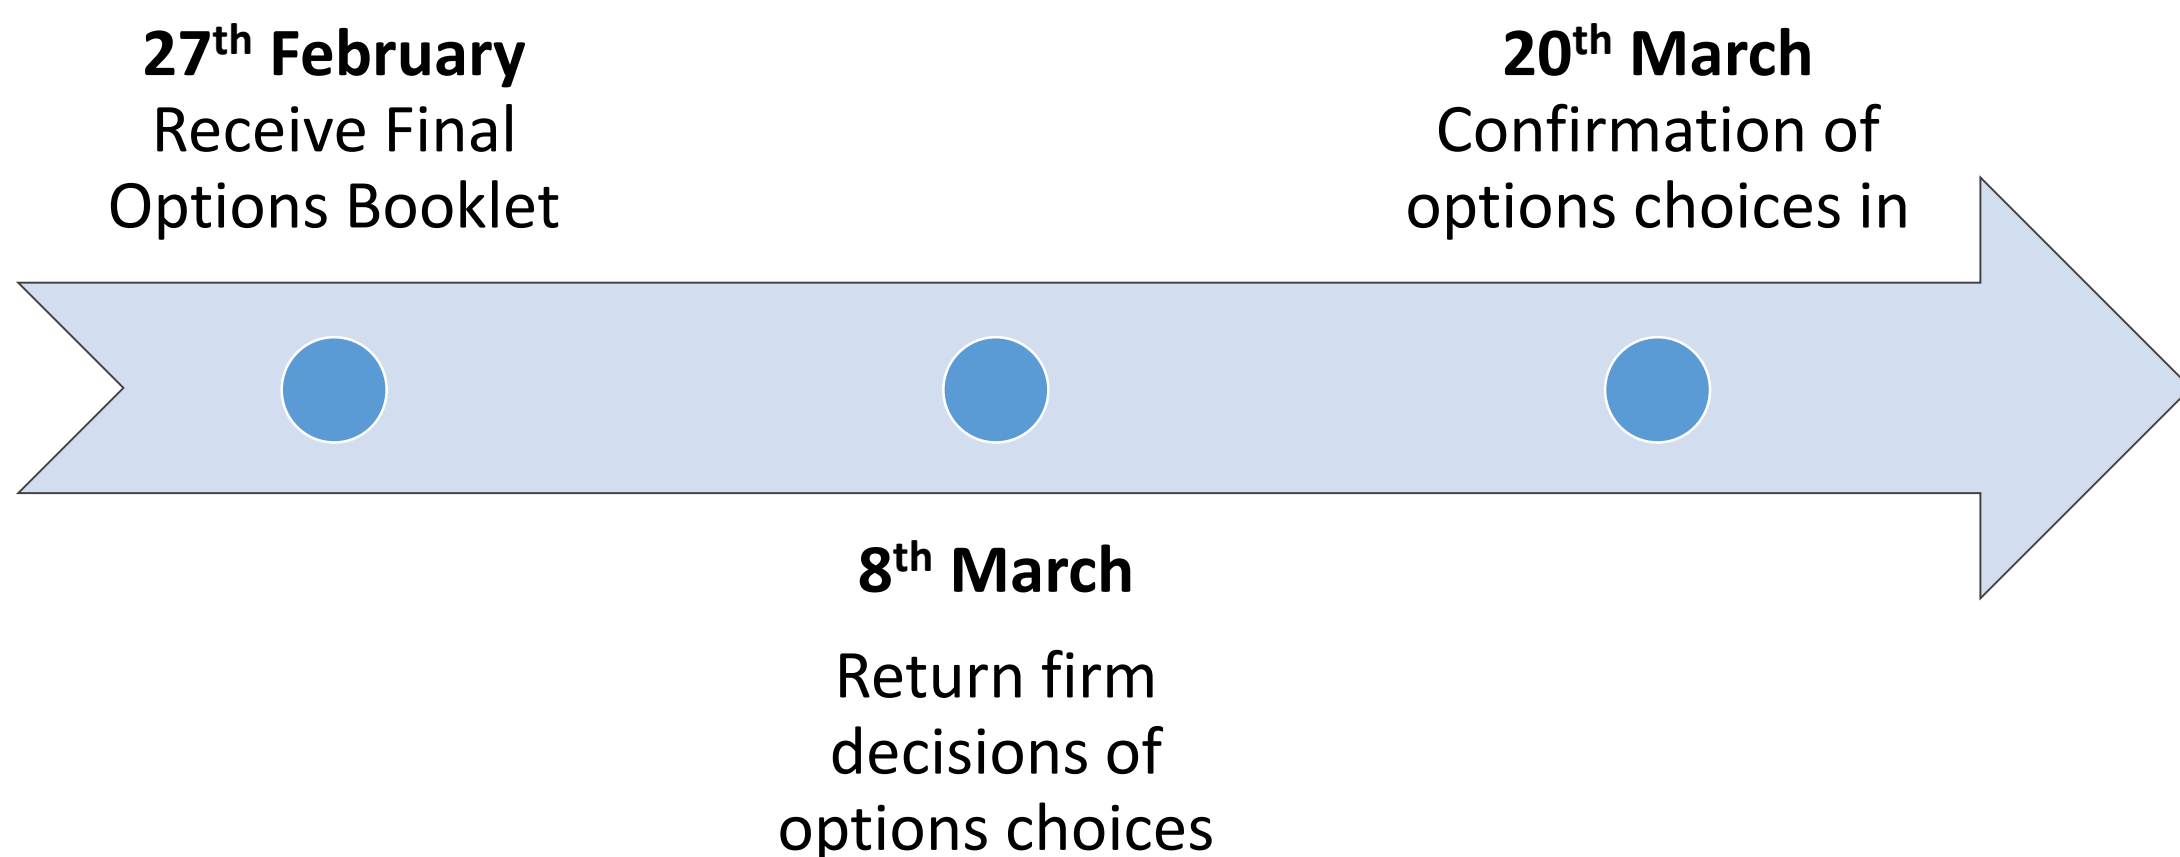 27th February
Receive Final
Options Booklet
20th March
Confirmation of
options choices in
8th March
Return firm
decisions of
options choices